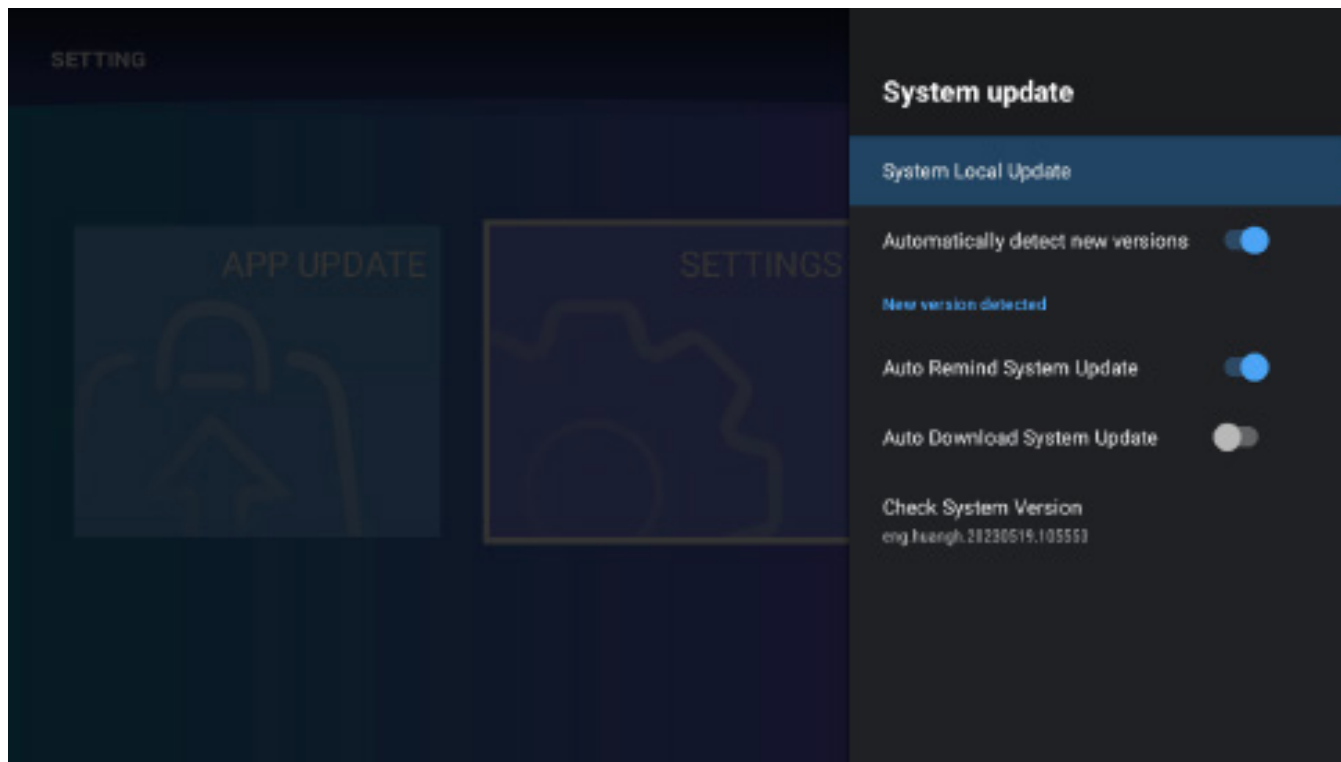 SETTING
APP UPDATE
SETTINGS
System update
System Local Update
Automatically detect new versions
New version detected
Auto Remind System Update
Auto Download System Update
Check System Version
eng.huangh.20230519.105553